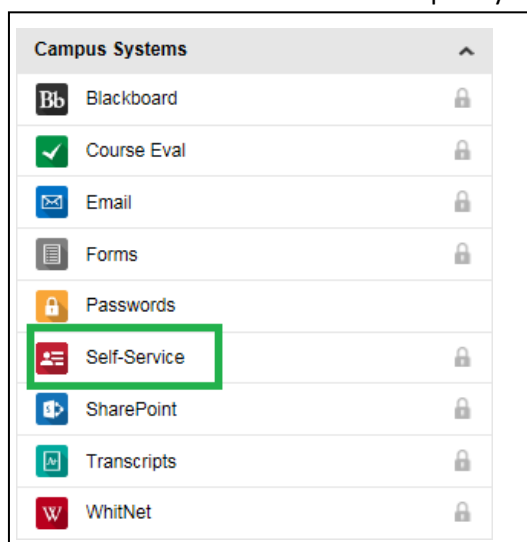 Campus Systems
Bb Blackboard
Course Eval
Email
Forms
Passwords
Self-Service
SharePoint
Transcripts
W WhitNet